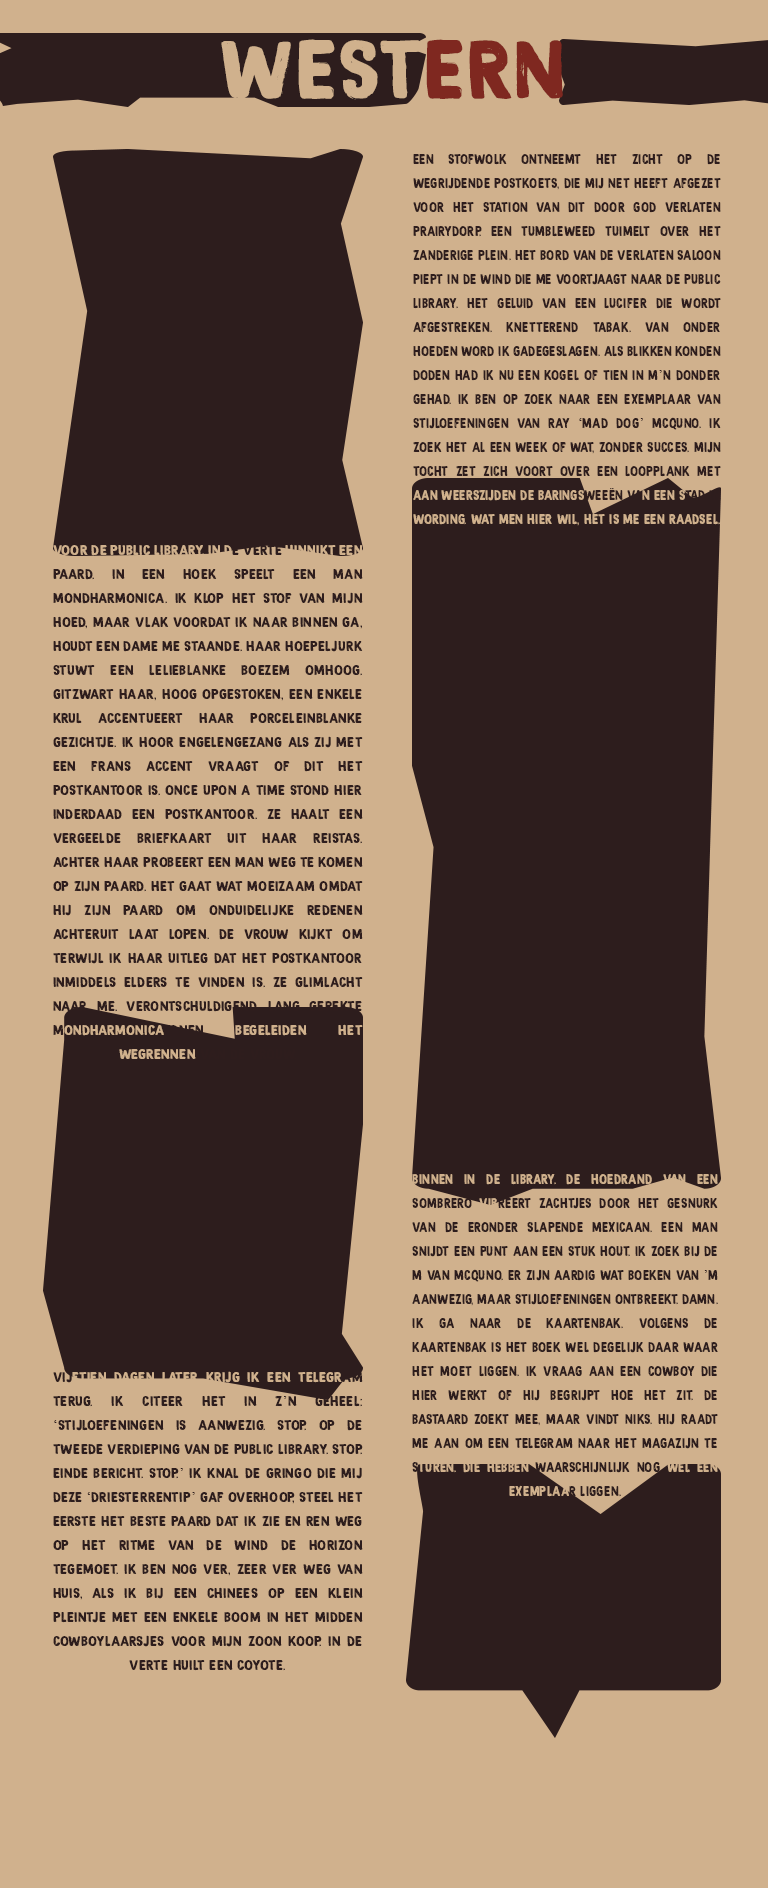 WESTERN
EEN STOFWOLK ONTNEEMT HET ZICHT OP DE
WEGRIJDENDE POSTKOETS, DIE MIJ NET HEEFT AFGEZET
VOOR HET STATION VAN DIT DOOR GOD VERLATEN
PRAIRYDORP. EEN TUMBLEWEED TUIMELT OVER HET
ZANDERIGE PLEIN. HET BORD VAN DE VERLATEN SALOON
PIEPT IN DE WIND DIE ME VOORTJAAGT NAAR DE PUBLIC
LIBRARY. HET GELUID VAN EEN LUCIFER DIE WORDT
AFGESTREKEN. KNETTEREND TABAK. VAN ONDER
HOEDEN WORD IK GADEGESLAGEN. ALS BLIKKEN KONDEN
DODEN HAD IK NU EEN KOGEL OF TIEN IN M'N DONDER
GEHAD. IK BEN OP ZOEK NAAR EEN EXEMPLAAR VAN
STIJLOEFENINGEN VAN RAY 'MAD DOG' MCQUNO. IK
ZOEK HET AL EEN WEEK OF WAT, ZONDER SUCCES. MIJN
TOCHT ZET ZICH VOORT OVER EEN LOOPPLANK MET
AAN WEERSZIJDEN DE BARINGSWEEËN VAN EEN STAD IN
WORDING. WAT MEN HIER WIL, HET IS ME EEN RAADSEL.
VOOR DE PUBLIC LIBRARY. IN DE VERTE HINNIKT EEN
PAARD. IN EEN HOEK SPEELT EEN MAN
MONDHARMONICA. IK KLOP HET STOF VAN MIJN
HOED, MAAR VLAK VOORDAT IK NAAR BINNEN GA,
HOUDT EEN DAME ME STAANDE. HAAR HOEPELJURK
STUWT EEN LELIEBLANKE BOEZEM OMHOOG.
GITZWART HAAR, HOOG OPGESTOKEN, EEN ENKELE
KRUL ACCENTUEERT HAAR PORCELEINBLANKE
GEZICHTJE. IK HOOR ENGELENGEZANG ALS ZIJ MET
EEN FRANS ACCENT VRAAGT OF DIT HET
POSTKANTOOR IS. ONCE UPON A TIME STOND HIER
INDERDAAD EEN POSTKANTOOR. ZE HAALT EEN
VERGEELDE BRIEFKAART UIT HAAR REISTAS.
ACHTER HAAR PROBEERT EEN MAN WEG TE KOMEN
OP ZIJN PAARD. HET GAAT WAT MOEIZAAM OMDAT
HIJ ZIJN PAARD OM ONDUIDELIJKE REDENEN
ACHTERUIT LAAT LOPEN. DE VROUW KIJKT OM
TERWIJL IK HAAR UITLEG DAT HET POSTKANTOOR
INMIDDELS ELDERS TE VINDEN IS. ZE GLIMLACHT
NAAR ME. VERONTSCHULDIGEND. LANG GEREKTE
MONDHARMONICA TONEN BEGELEIDEN HET
WEGRENNEN
BINNEN IN DE LIBRARY. DE HOEDRAND VAN EEN
SOMBRERO VIBREERT ZACHTJES DOOR HET GESNURK
VAN DE ERONDER SLAPENDE MEXICAAN. EEN MAN
SNIJDT EEN PUNT AAN EEN STUK HOUT. IK ZOEK BIJ DE
M VAN MCQUNO. ER ZIJN AARDIG WAT BOEKEN VAN 'M
AANWEZIG, MAAR STIJLOEFENINGEN ONTBREEKT. DAMN.
IK GA NAAR DE KAARTENBAK. VOLGENS DE
KAARTENBAK IS HET BOEK WEL DEGELIJK DAAR WAAR
HET MOET LIGGEN. IK VRAAG AAN EEN COWBOY DIE
HIER WERKT OF HIJ BEGRIJPT HOE HET ZIT. DE
BASTAARD ZOEKT MEE, MAAR VINDT NIKS. HIJ RAADT
ME AAN OM EEN TELEGRAM NAAR HET MAGAZIJN TE
STUREN. DIE HEBBEN WAARSCHIJNLIJK NOG WEL EEN
EXEMPLAAR LIGGEN.
VIJFTIEN DAGEN LATER KRIJG IK EEN TELEGRAM
TERUG. IK CITEER HET IN Z'N GEHEEL:
'STIJLOEFENINGEN IS AANWEZIG. STOP. OP DE
TWEEDE VERDIEPING VAN DE PUBLIC LIBRARY. STOP.
EINDE BERICHT. STOP.' IK KNAL DE GRINGO DIE MIJ
DEZE 'DRIESTERRENTIP' GAF OVERHOOP, STEEL HET
EERSTE HET BESTE PAARD DAT IK ZIE EN REN WEG
OP HET RITME VAN DE WIND DE HORIZON
TEGEMOET. IK BEN NOG VER, ZEER VER WEG VAN
HUIS, ALS IK BIJ EEN CHINEES OP EEN KLEIN
PLEINTJE MET EEN ENKELE BOOM IN HET MIDDEN
COWBOYLAARSJES VOOR MIJN ZOON KOOP. IN DE
VERTE HUILT EEN COYOTE.